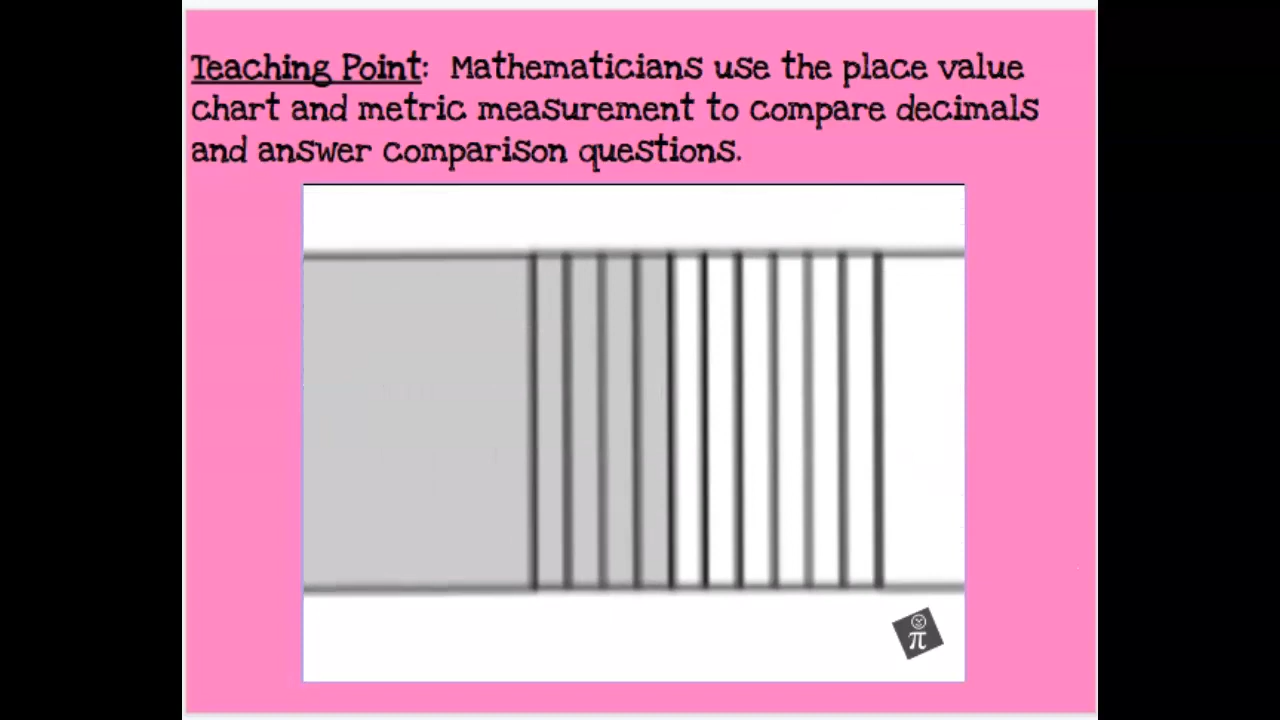 Teaching Point: Mathematicians use the place value
chart and metric measurement to compare decimals
and answer comparison questions.
π